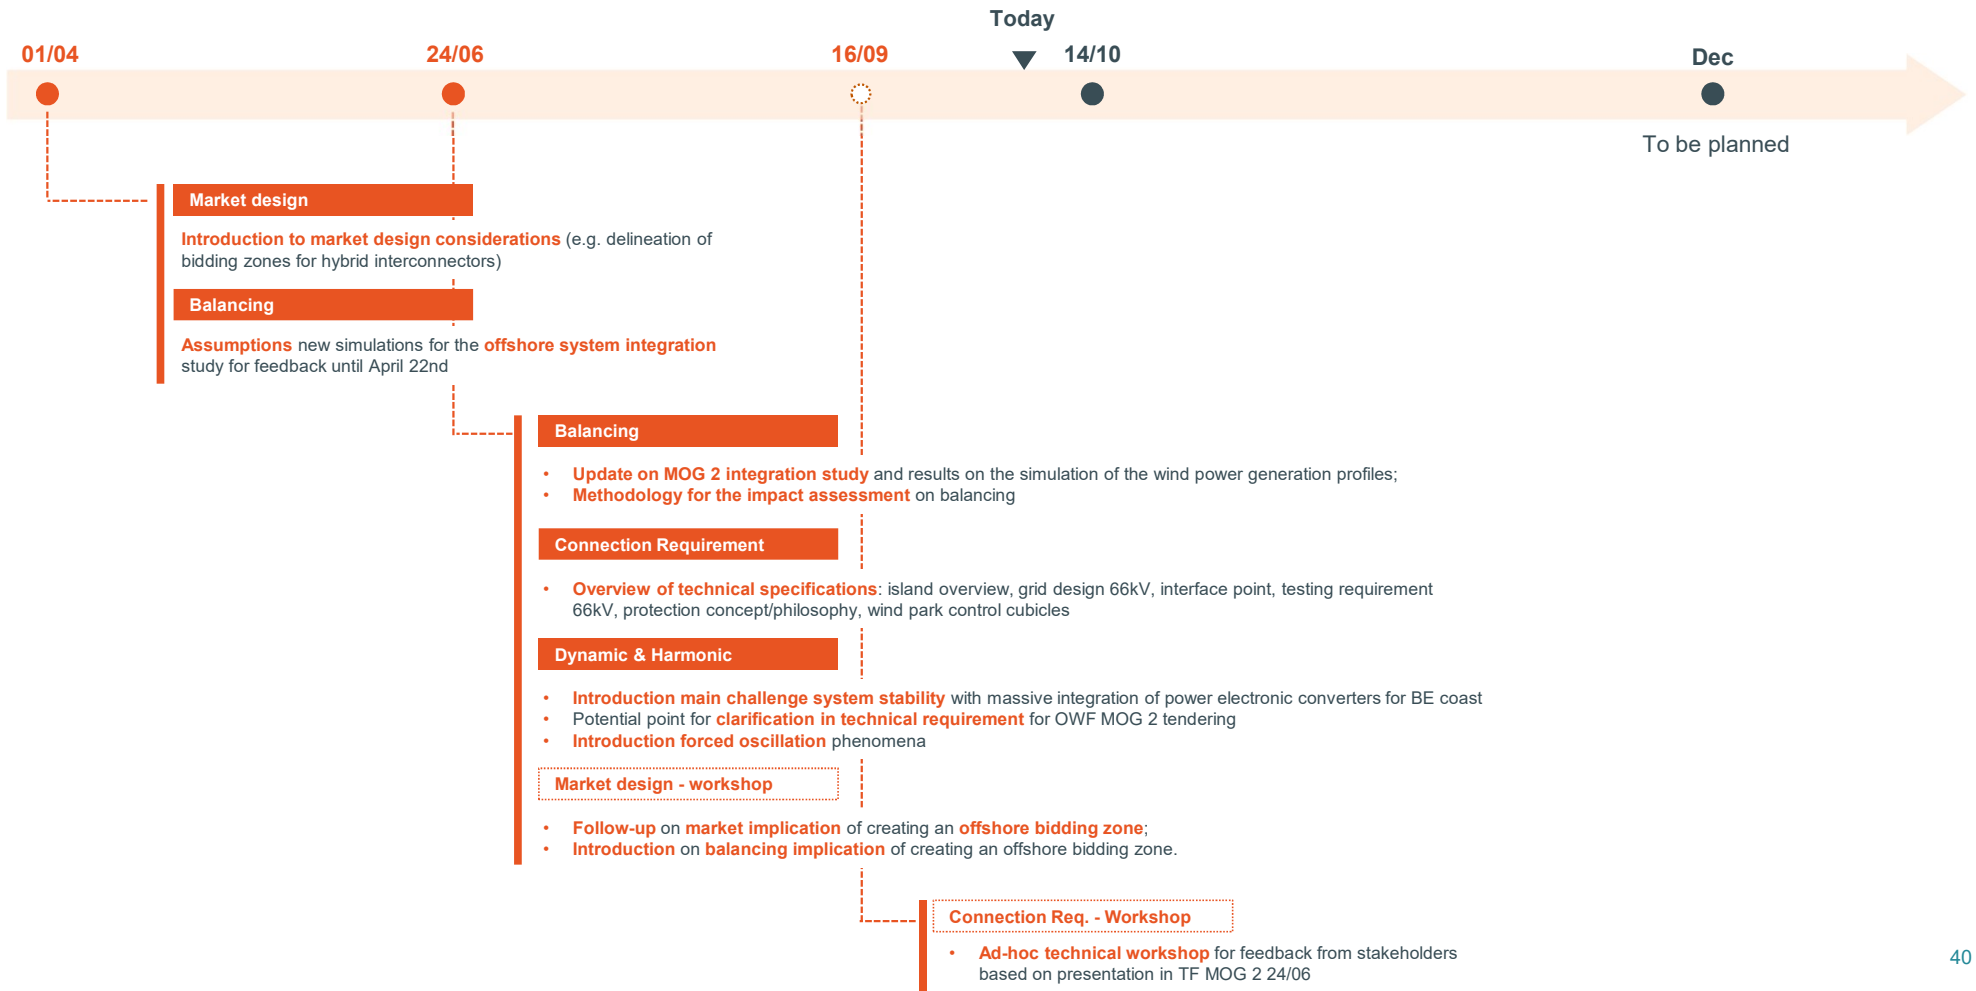 Today
01/04
24/06
16/09
14/10
Dec
To be planned
Market design
Introduction to market design considerations (e.g. delineation of
bidding zones for hybrid interconnectors)
Balancing
Assumptions new simulations for the offshore system integration
study for feedback until April 22nd
Balancing
• Update on MOG 2 integration study and results on the simulation of the wind power generation profiles;
• Methodology for the impact assessment on balancing
Connection Requirement
• Overview of technical specifications: island overview, grid design 66kV, interface point, testing requirement
66kV, protection concept/philosophy, wind park control cubicles
Dynamic & Harmonic
• Introduction main challenge system stability with massive integration of power electronic converters for BE coast
• Potential point for clarification in technical requirement for OWF MOG 2 tendering
• Introduction forced oscillation phenomena
Market design - workshop
• Follow-up on market implication of creating an offshore bidding zone;
• Introduction on balancing implication of creating an offshore bidding zone.
Connection Req. - Workshop
• Ad-hoc technical workshop for feedback from stakeholders
based on presentation in TF MOG 2 24/06
40